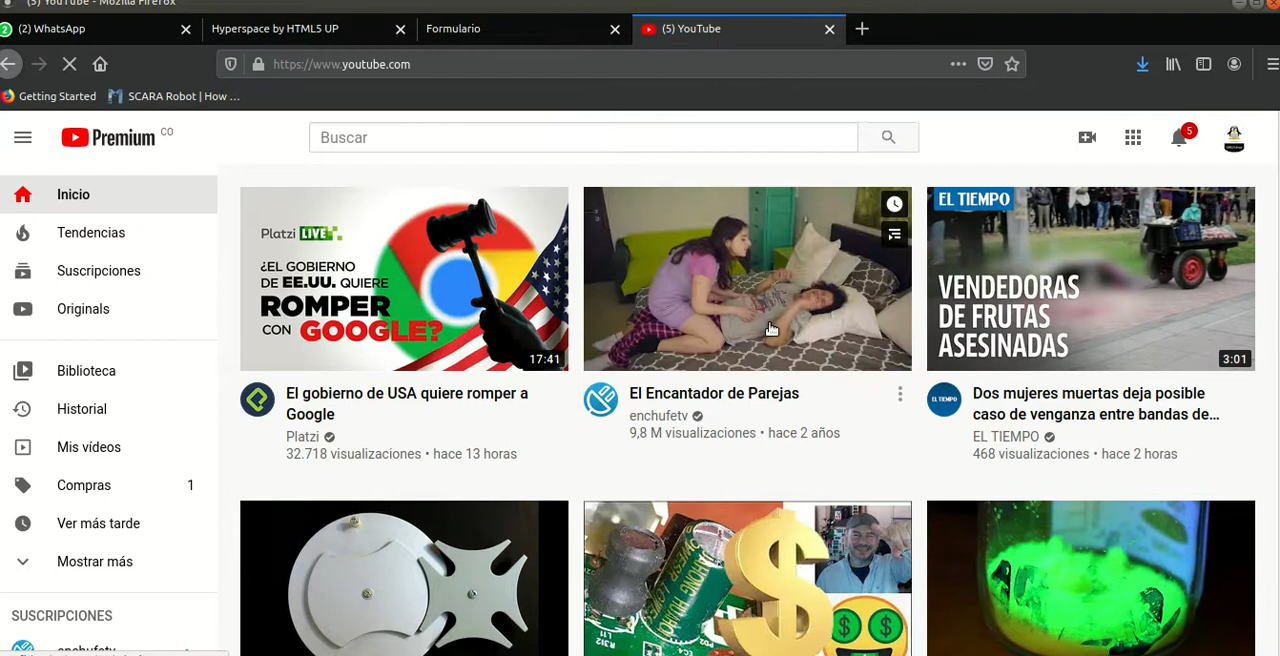 (5) YouTube - Mozilla Firefox
2
(2) WhatsApp
Hyperspace by HTML5 UP
Formulario
(5) YouTube
https://www.youtube.com
Getting Started
SCARA Robot | How ...
Premium CO
Buscar
5
Inicio
Tendencias
Suscripciones
Originals
Biblioteca
Historial
Mis vídeos
Compras 1
Ver más tarde
Mostrar más
SUSCRIPCIONES
enchufetv
Platzi LIVE
¿EL GOBIERNO
DE EE.UU. QUIERE
ROMPER
CON GOOGLE?
17:41
El gobierno de USA quiere romper a
Google
Platzi
32.718 visualizaciones • hace 13 horas
El Encantador de Parejas
enchufetv
9,8 M visualizaciones • hace 2 años
EL TIEMPO
VENDEDORAS
DE FRUTAS
ASESINADAS
3:01
EL TIEMPO
Dos mujeres muertas deja posible
caso de venganza entre bandas de...
EL TIEMPO
468 visualizaciones • hace 2 horas
R312